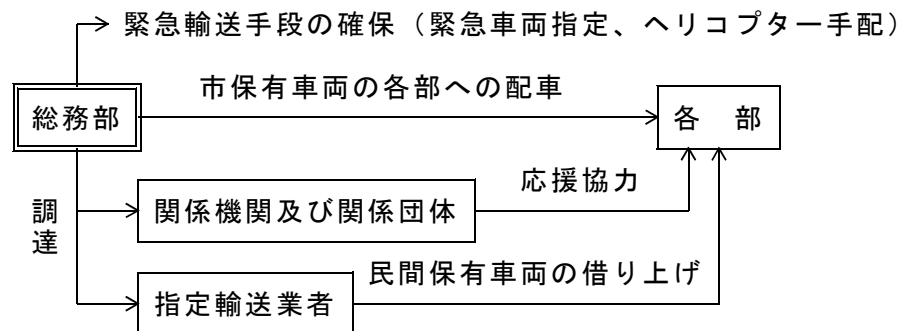 緊急輸送手段の確保（緊急車両指定、ヘリコプター手配）
市保有車両の各部への配車
総務部
各　部
応援協力
調達
関係機関及び関係団体
民間保有車両の借り上げ
指定輸送業者